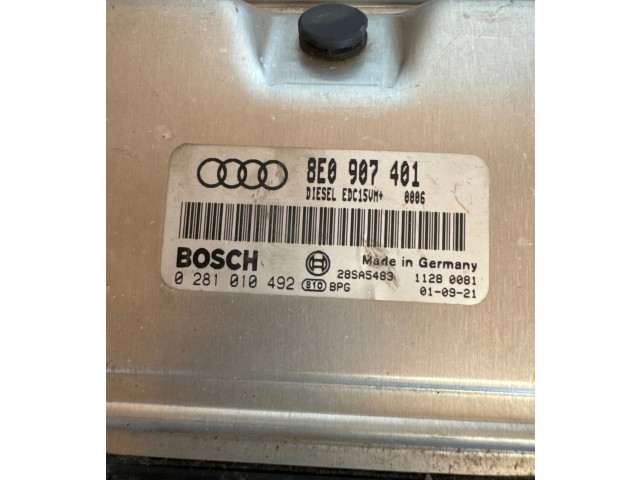 8E0 907 401
DIESEL EDC15VM+ 0006
BOSCH
Made in Germany
0 281 010 492 810 BPG
28SA5483 1128 0081
01-09-21